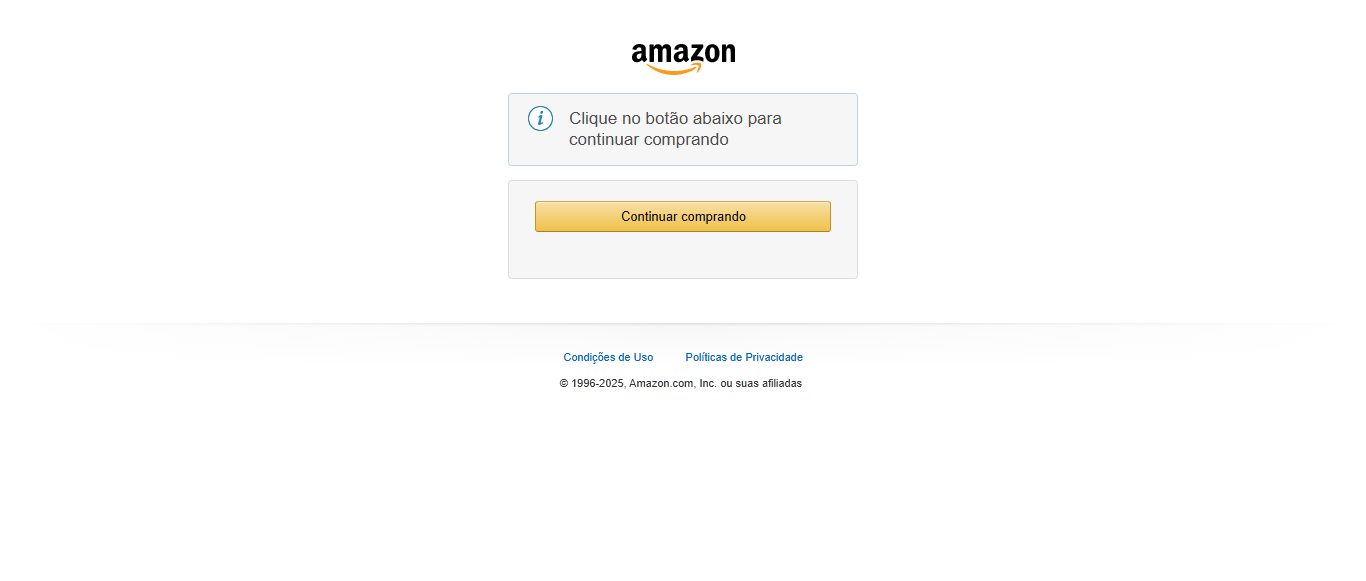 amazon
Clique no botão abaixo para
continuar comprando
Continuar comprando
Condições de Uso Políticas de Privacidade
© 1996-2025, Amazon.com, Inc. ou suas afiliadas